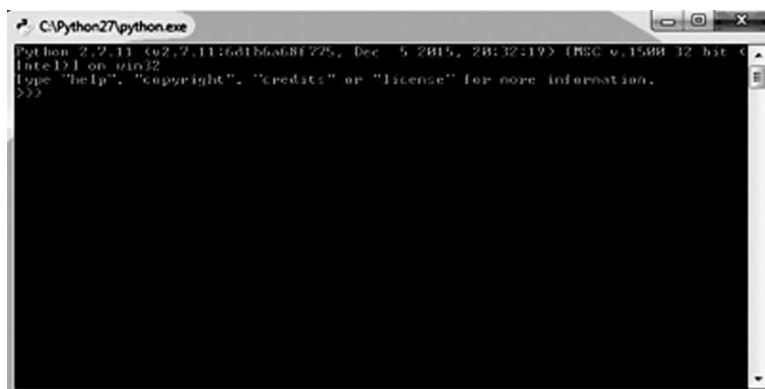 C:\Python27\python.exe
Python 2.7.11 (v2.7.11:6d1b6a68f775, Dec  5 2015, 20:32:19) [MSC v.1500 32 bit (
Intel)] on win32
Type "help", "copyright", "credits" or "license" for more information.
>>>